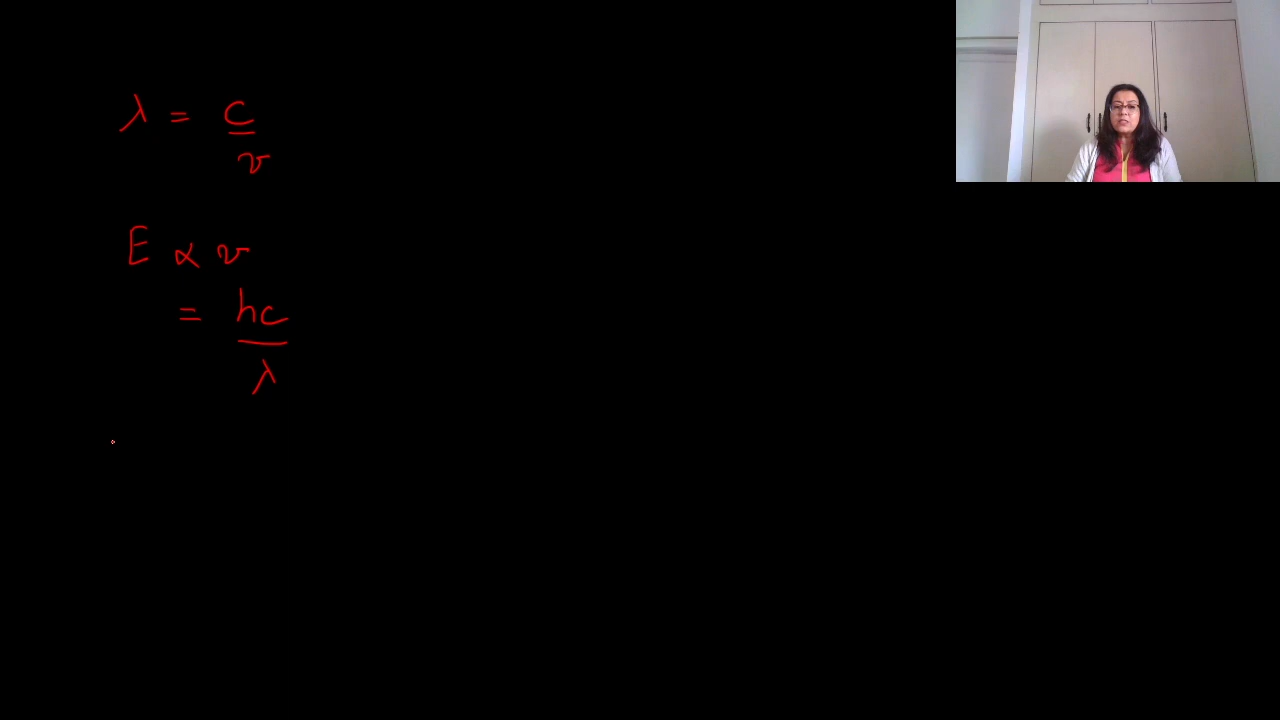 λ = c
ν
E ∝ ν
= hc
λ